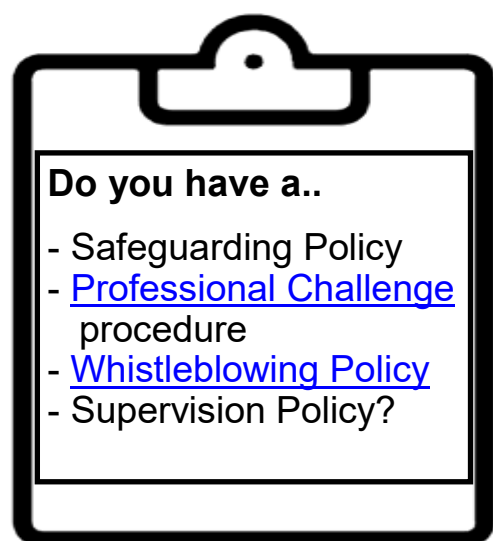 Do you have a..
- Safeguarding Policy
- Professional Challenge
procedure
- Whistleblowing Policy
- Supervision Policy?